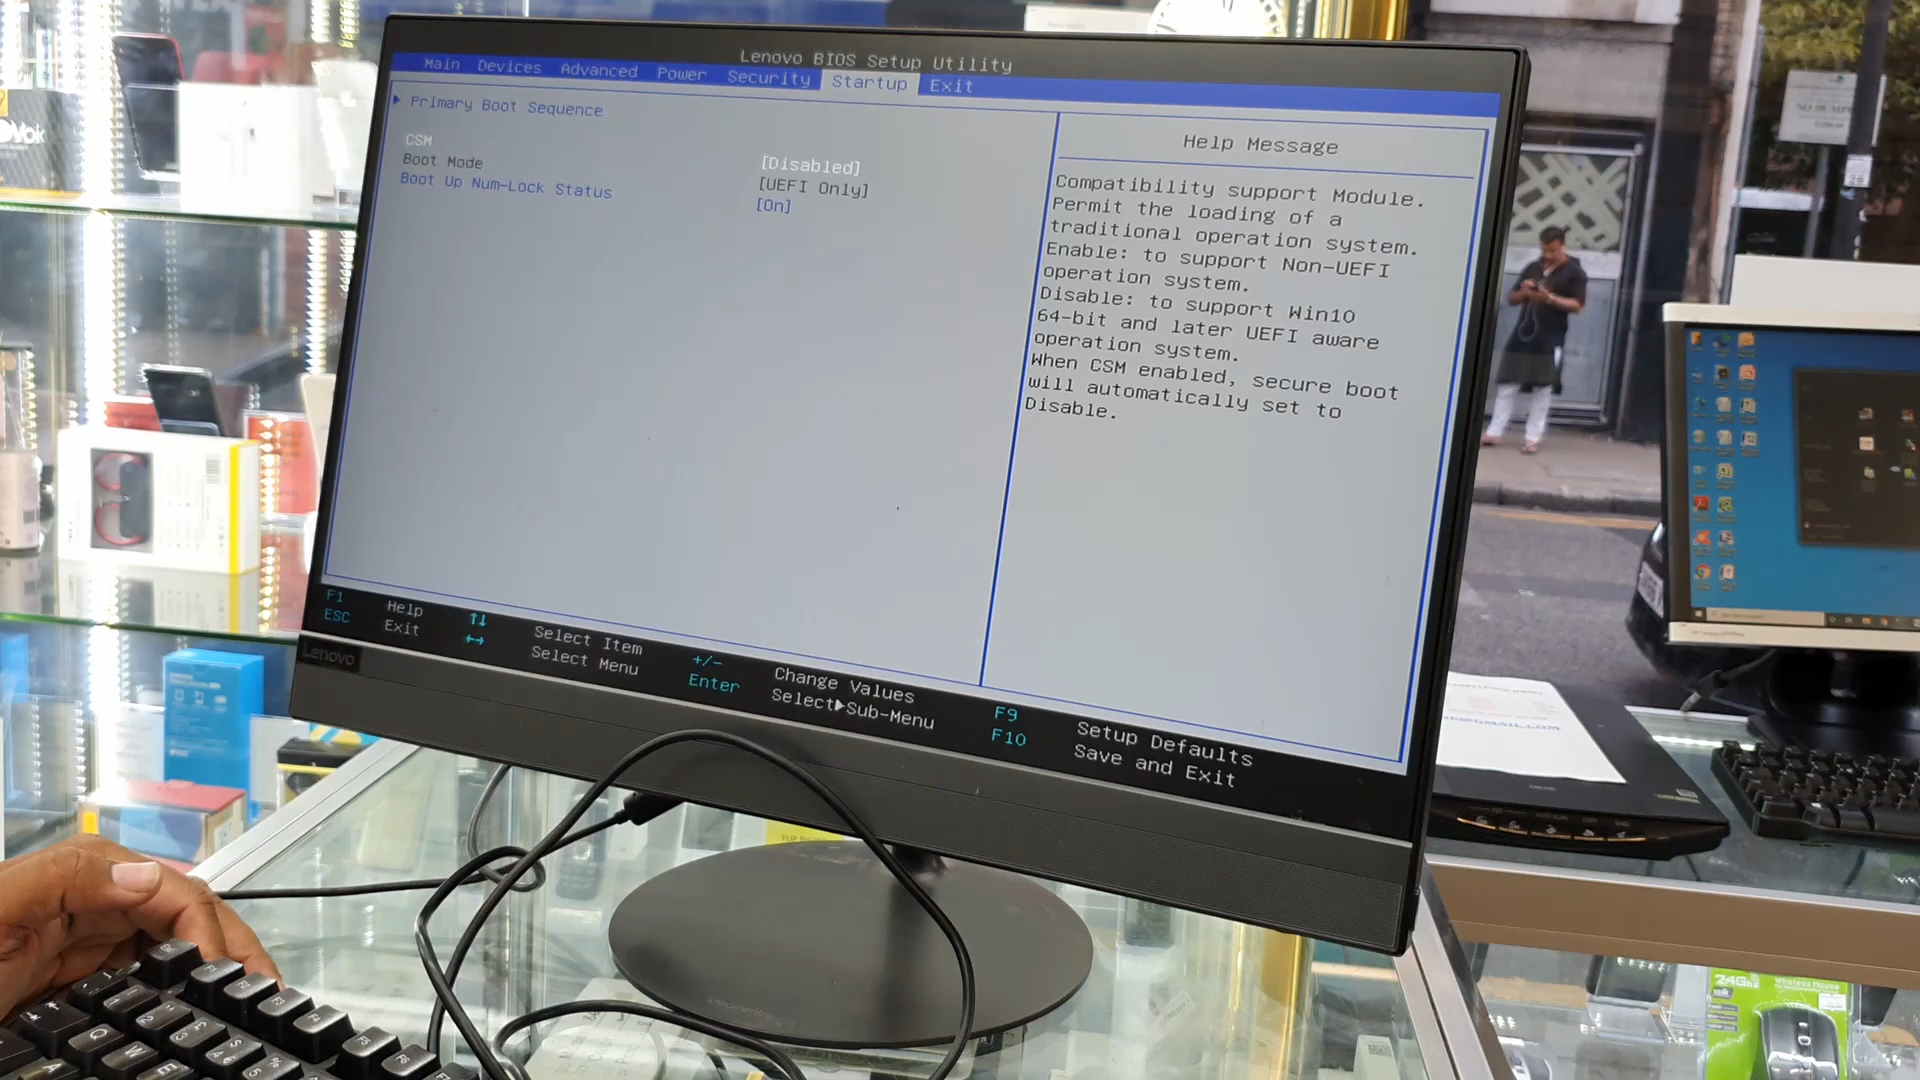 Lenovo BIOS Setup Utility
Main Devices Advanced Power Security Startup Exit
Primary Boot Sequence
CSM [Disabled]
Boot Mode [UEFI Only]
Boot Up Num-Lock Status [On]
Help Message
Compatibility support Module.
Permit the loading of a
traditional operation system.
Enable: to support Non-UEFI
operation system.
Disable: to support Win10
64-bit and later UEFI aware
operation system.
When CSM enabled, secure boot
will automatically set to
Disable.
F1 Help ↑↓ Select Item +/- Change Values F9 Setup Defaults
ESC Exit ↔ Select Menu Enter Select▶Sub-Menu F10 Save and Exit
Lenovo
2.4GHz
Wireless Mouse